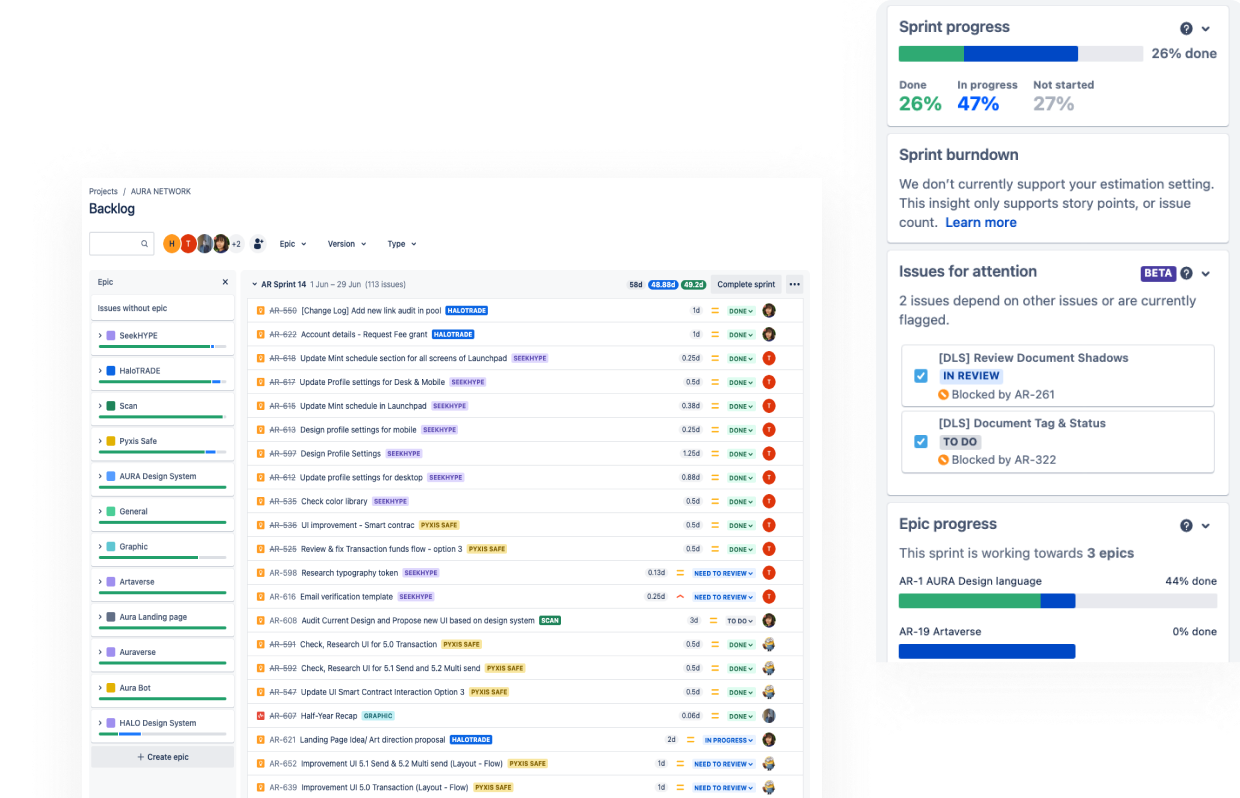 Projects / AURA NETWORK
Backlog
H T +2 Epic Version Type
Epic
Issues without epic
SeekHYPE
HaloTRADE
Scan
Pyxis Safe
AURA Design System
General
Graphic
Artaverse
Aura Landing page
Auraverse
Aura Bot
HALO Design System
+ Create epic
AR Sprint 14 1 Jun – 29 Jun (113 issues) 58d 48.88d 49.2d Complete sprint
AR-550 [Change Log] Add new link audit in pool HALOTRADE 1d DONE
AR-622 Account details - Request Fee grant HALOTRADE 1d DONE
AR-618 Update Mint schedule section for all screens of Launchpad SEEKHYPE 0.25d DONE T
AR-617 Update Profile settings for Desk & Mobile SEEKHYPE 0.5d DONE T
AR-615 Update Mint schedule in Launchpad SEEKHYPE 0.38d DONE T
AR-613 Design profile settings for mobile SEEKHYPE 0.25d DONE T
AR-597 Design Profile Settings SEEKHYPE 1.25d DONE T
AR-612 Update profile settings for desktop SEEKHYPE 0.88d DONE T
AR-535 Check color library SEEKHYPE 0.5d DONE T
AR-536 UI improvement - Smart contrac PYXIS SAFE 0.5d DONE T
AR-525 Review & fix Transaction funds flow - option 3 PYXIS SAFE 0.5d DONE T
AR-598 Research typography token SEEKHYPE 0.13d NEED TO REVIEW T
AR-616 Email verification template SEEKHYPE 0.25d NEED TO REVIEW T
AR-608 Audit Current Design and Propose new UI based on design system SCAN 3d TO DO
AR-591 Check, Research UI for 5.0 Transaction PYXIS SAFE 0.5d DONE
AR-592 Check, Research UI for 5.1 Send and 5.2 Multi send PYXIS SAFE 0.5d DONE
AR-547 Update UI Smart Contract Interaction Option 3 PYXIS SAFE 0.5d DONE
AR-607 Half-Year Recap GRAPHIC 0.06d DONE
AR-621 Landing Page Idea/ Art direction proposal HALOTRADE 2d IN PROGRESS
AR-652 Improvement UI 5.1 Send & 5.2 Multi send (Layout - Flow) PYXIS SAFE 1d NEED TO REVIEW
AR-639 Improvement UI 5.0 Transaction (Layout - Flow) PYXIS SAFE 1d NEED TO REVIEW
Sprint progress
26% done
Done In progress Not started
26% 47% 27%
Sprint burndown
We don't currently support your estimation setting.
This insight only supports story points, or issue
count. Learn more
Issues for attention BETA
2 issues depend on other issues or are currently
flagged.
[DLS] Review Document Shadows
IN REVIEW
Blocked by AR-261
[DLS] Document Tag & Status
TO DO
Blocked by AR-322
Epic progress
This sprint is working towards 3 epics
AR-1 AURA Design language 44% done
AR-19 Artaverse 0% done